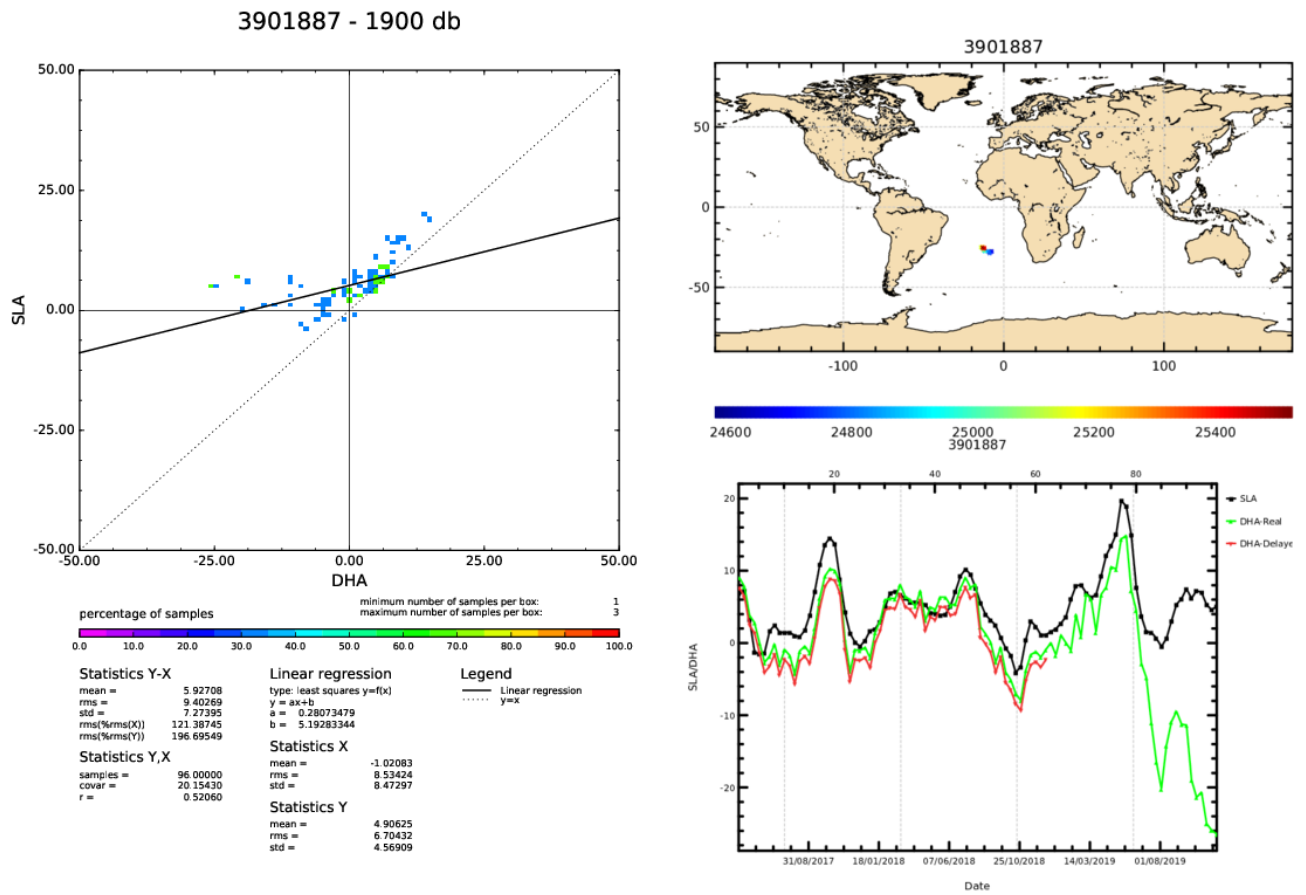 3901887 - 1900 db
50.00
25.00
0.00
-25.00
-50.00
SLA
-50.00 -25.00 0.00 25.00 50.00
DHA
percentage of samples
minimum number of samples per box: 1
maximum number of samples per box: 3
0.0 10.0 20.0 30.0 40.0 50.0 60.0 70.0 80.0 90.0 100.0
Statistics Y-X
mean = 5.92708
rms = 9.40269
std = 7.27395
rms(%rms(X)) 121.38745
rms(%rms(Y)) 196.69549
Statistics Y,X
samples = 96.00000
covar = 20.15430
r = 0.52060
Linear regression
type: least squares y=f(x)
y = ax+b
a = 0.28073479
b = 5.19283344
Statistics X
mean = -1.02083
rms = 8.53424
std = 8.47297
Statistics Y
mean = 4.90625
rms = 6.70432
std = 4.56909
Legend
Linear regression
y=x
3901887
50
0
-50
-100 0 100
24600 24800 25000 25200 25400
3901887
20 40 60 80
20
10
0
-10
-20
SLA/DHA
31/08/2017 18/01/2018 07/06/2018 25/10/2018 14/03/2019 01/08/2019
Date
SLA
DHA-Real
DHA-Delaye